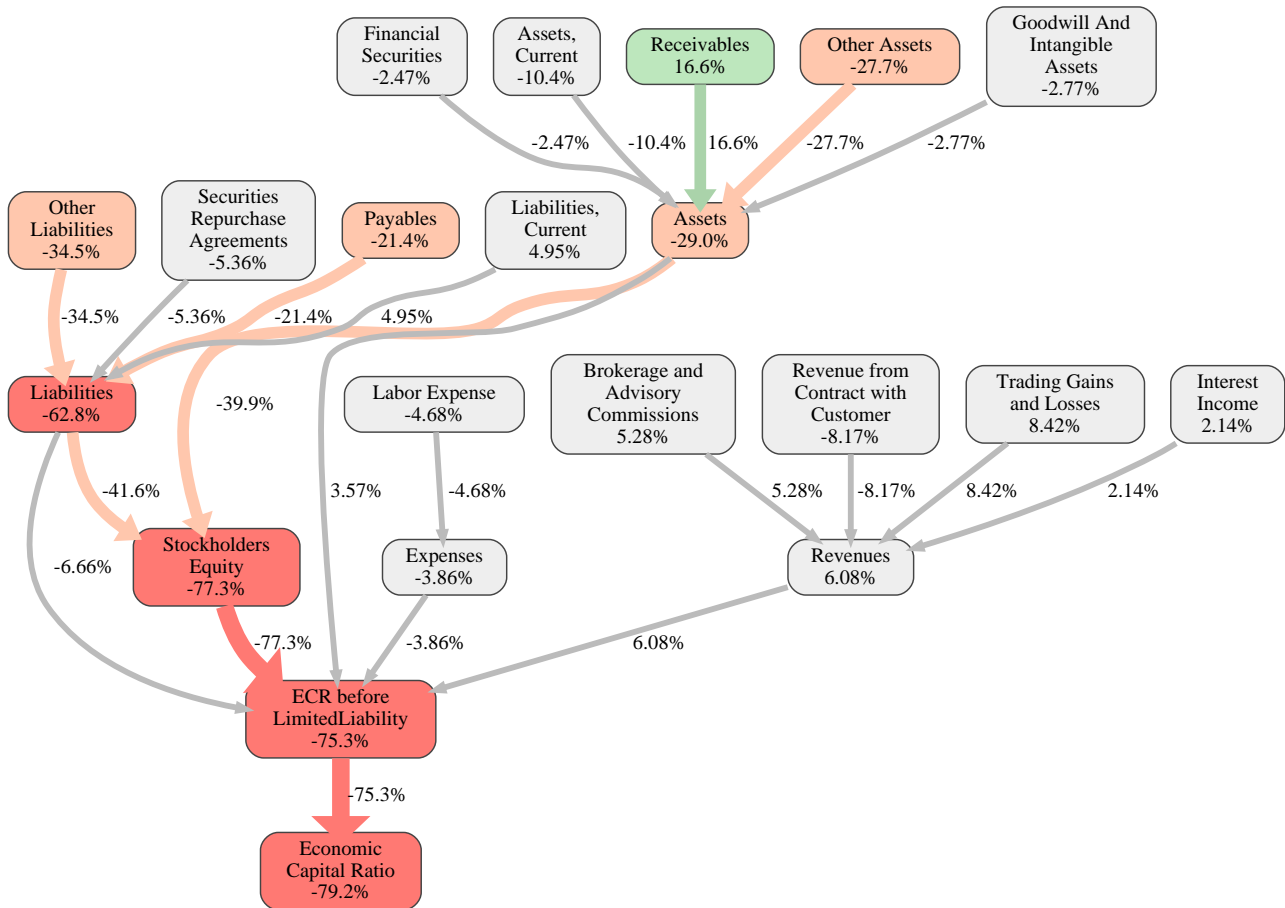 Financial
Securities
-2.47%
Assets,
Current
-10.4%
Receivables
16.6%
Other Assets
-27.7%
Goodwill And
Intangible
Assets
-2.77%
-2.47%
-10.4%
16.6%
-27.7%
-2.77%
Other
Liabilities
-34.5%
Securities
Repurchase
Agreements
-5.36%
Payables
-21.4%
Liabilities,
Current
4.95%
Assets
-29.0%
-34.5%
-5.36%
-21.4%
4.95%
Liabilities
-62.8%
-39.9%
Labor Expense
-4.68%
Brokerage and
Advisory
Commissions
5.28%
Revenue from
Contract with
Customer
-8.17%
Trading Gains
and Losses
8.42%
Interest
Income
2.14%
-41.6%
3.57%
-4.68%
5.28%
-8.17%
8.42%
2.14%
-6.66%
Stockholders
Equity
-77.3%
Expenses
-3.86%
Revenues
6.08%
-77.3%
-3.86%
6.08%
ECR before
LimitedLiability
-75.3%
-75.3%
Economic
Capital Ratio
-79.2%